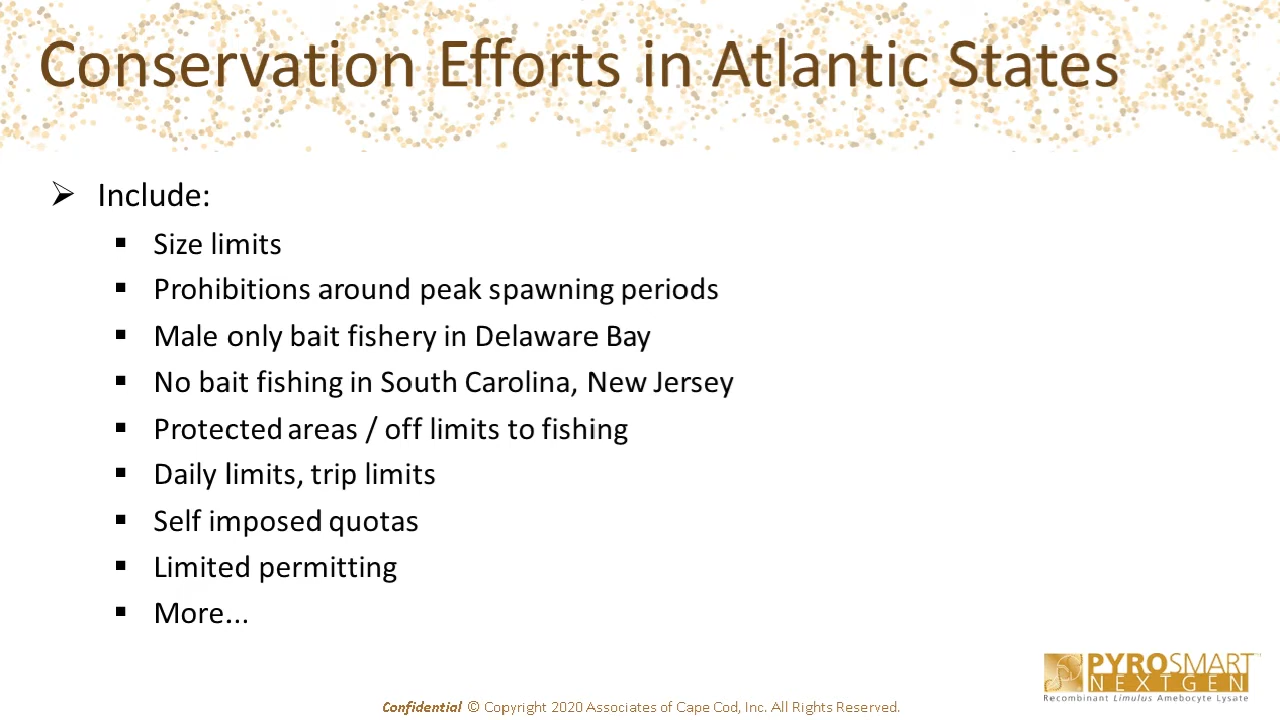 Conservation Efforts in Atlantic States
Include:
Size limits
Prohibitions around peak spawning periods
Male only bait fishery in Delaware Bay
No bait fishing in South Carolina, New Jersey
Protected areas / off limits to fishing
Daily limits, trip limits
Self imposed quotas
Limited permitting
More...
PYROSMART™
NEXTGEN
Recombinant Limulus Amebocyte Lysate
Confidential © Copyright 2020 Associates of Cape Cod, Inc. All Rights Reserved.